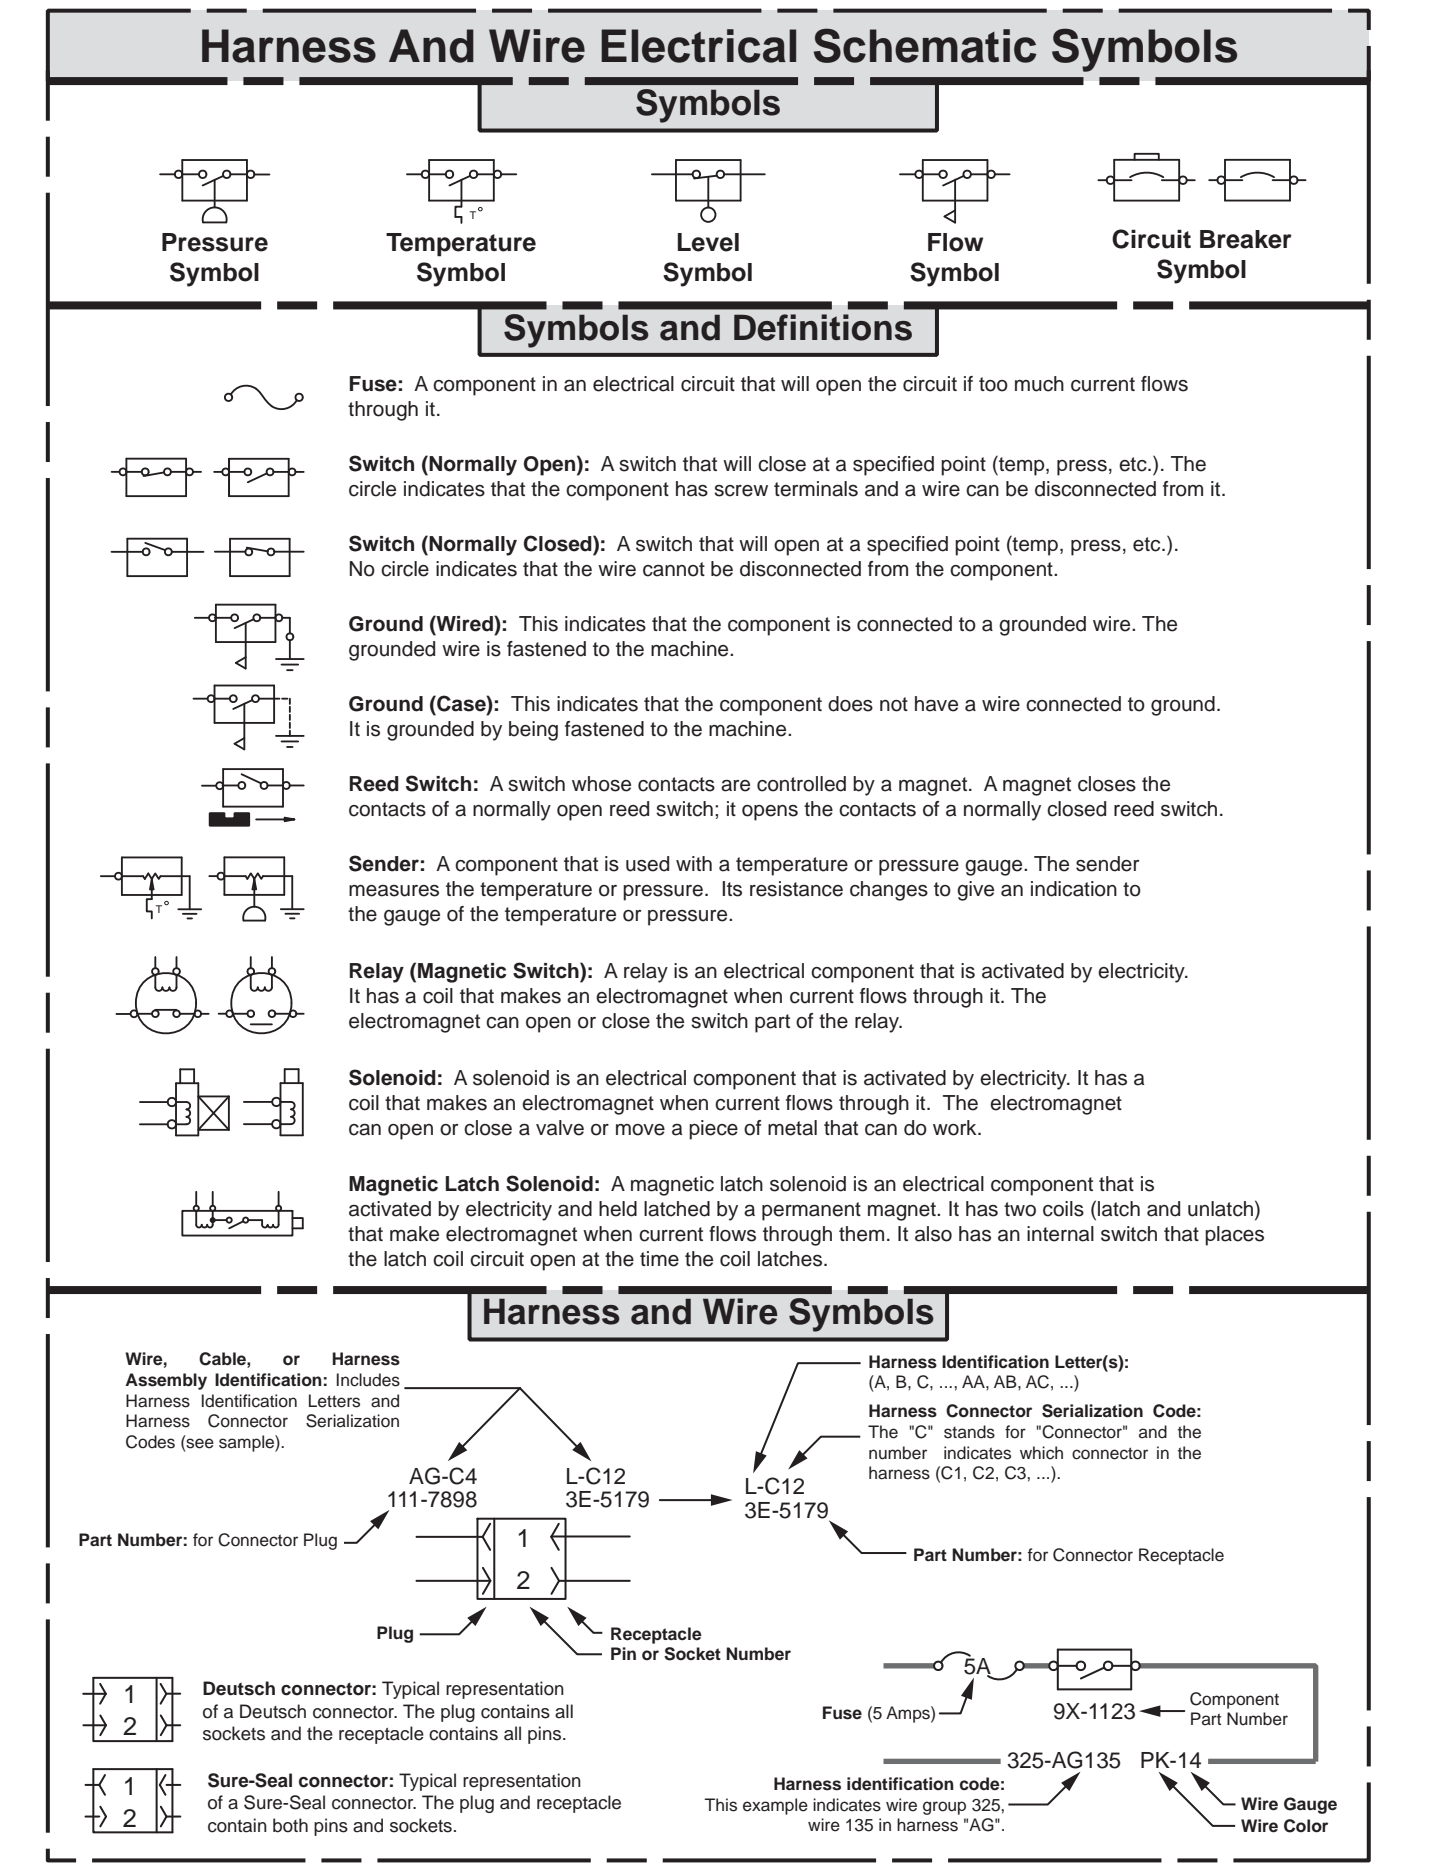 Harness And Wire Electrical Schematic Symbols
Symbols
T°
Pressure
Symbol
Temperature
Symbol
Level
Symbol
Flow
Symbol
Circuit Breaker
Symbol
Symbols and Definitions
Fuse: A component in an electrical circuit that will open the circuit if too much current flows
through it.
Switch (Normally Open): A switch that will close at a specified point (temp, press, etc.). The
circle indicates that the component has screw terminals and a wire can be disconnected from it.
Switch (Normally Closed): A switch that will open at a specified point (temp, press, etc.).
No circle indicates that the wire cannot be disconnected from the component.
Ground (Wired): This indicates that the component is connected to a grounded wire. The
grounded wire is fastened to the machine.
Ground (Case): This indicates that the component does not have a wire connected to ground.
It is grounded by being fastened to the machine.
Reed Switch: A switch whose contacts are controlled by a magnet. A magnet closes the
contacts of a normally open reed switch; it opens the contacts of a normally closed reed switch.
Sender: A component that is used with a temperature or pressure gauge. The sender
measures the temperature or pressure. Its resistance changes to give an indication to
the gauge of the temperature or pressure.
T°
Relay (Magnetic Switch): A relay is an electrical component that is activated by electricity.
It has a coil that makes an electromagnet when current flows through it. The
electromagnet can open or close the switch part of the relay.
Solenoid: A solenoid is an electrical component that is activated by electricity. It has a
coil that makes an electromagnet when current flows through it. The electromagnet
can open or close a valve or move a piece of metal that can do work.
Magnetic Latch Solenoid: A magnetic latch solenoid is an electrical component that is
activated by electricity and held latched by a permanent magnet. It has two coils (latch and unlatch)
that make electromagnet when current flows through them. It also has an internal switch that places
the latch coil circuit open at the time the coil latches.
Harness and Wire Symbols
Wire, Cable, or Harness
Assembly Identification: Includes
Harness Identification Letters and
Harness Connector Serialization
Codes (see sample).
Harness Identification Letter(s):
(A, B, C, ..., AA, AB, AC, ...)
Harness Connector Serialization Code:
The "C" stands for "Connector" and the
number indicates which connector in the
harness (C1, C2, C3, ...).
AG-C4
111-7898
L-C12
3E-5179
L-C12
3E-5179
Part Number: for Connector Plug
1
2
Part Number: for Connector Receptacle
Plug
Receptacle
Pin or Socket Number
1
2
Deutsch connector: Typical representation
of a Deutsch connector. The plug contains all
sockets and the receptacle contains all pins.
1
2
Sure-Seal connector: Typical representation
of a Sure-Seal connector. The plug and receptacle
contain both pins and sockets.
5A
Fuse (5 Amps)
9X-1123
Component
Part Number
325-AG135 PK-14
Harness identification code:
This example indicates wire group 325,
wire 135 in harness "AG".
Wire Gauge
Wire Color